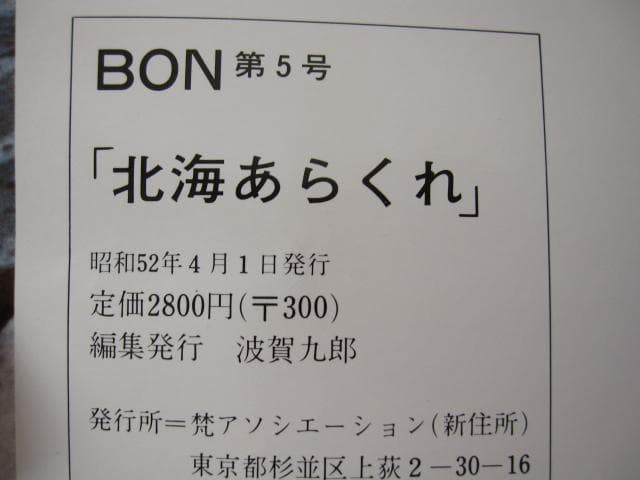 BON 第5号
「北海あらくれ」
昭和52年4月1日発行
定価2800円(〒300)
編集発行　波賀九郎
発行所＝梵アソシエーション(新住所)
東京都杉並区上荻2－30－16